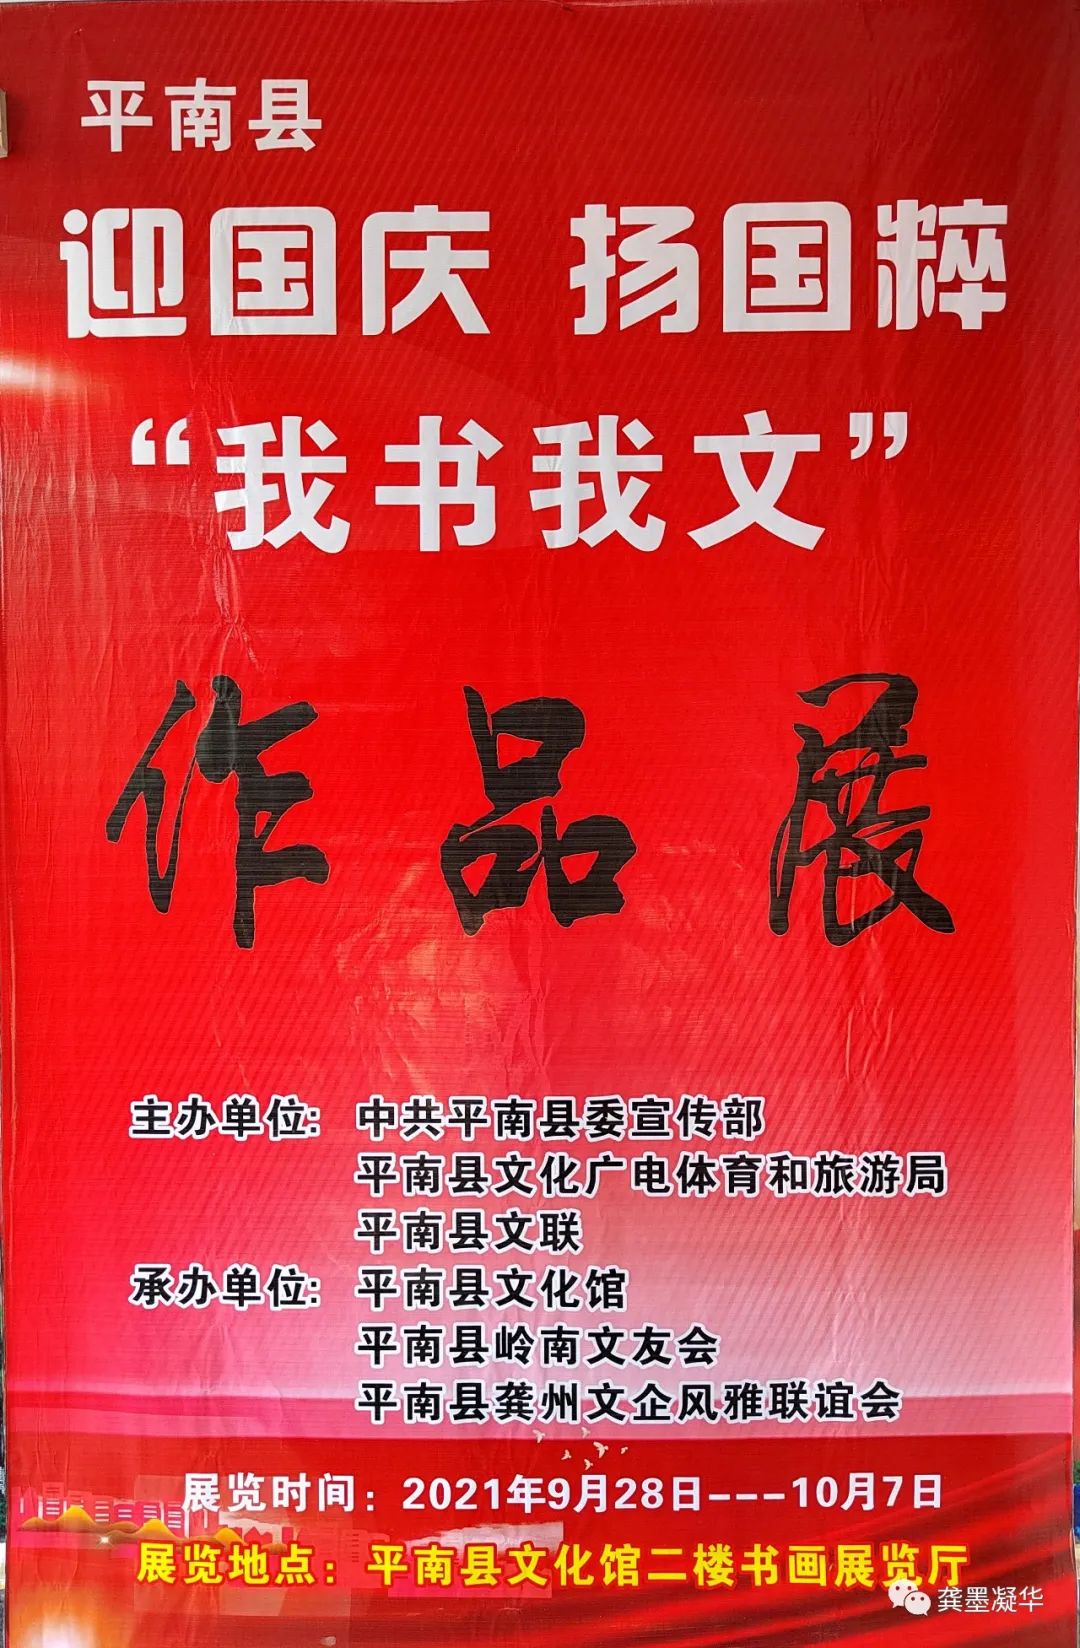 平南县
迎国庆 扬国粹
“我书我文”
作品展
主办单位: 中共平南县委宣传部
平南县文化广电体育和旅游局
平南县文联
承办单位: 平南县文化馆
平南县岭南文友会
平南县龚州文企风雅联谊会
展览时间: 2021年9月28日---10月7日
展览地点: 平南县文化馆二楼书画展览厅
龚墨凝华